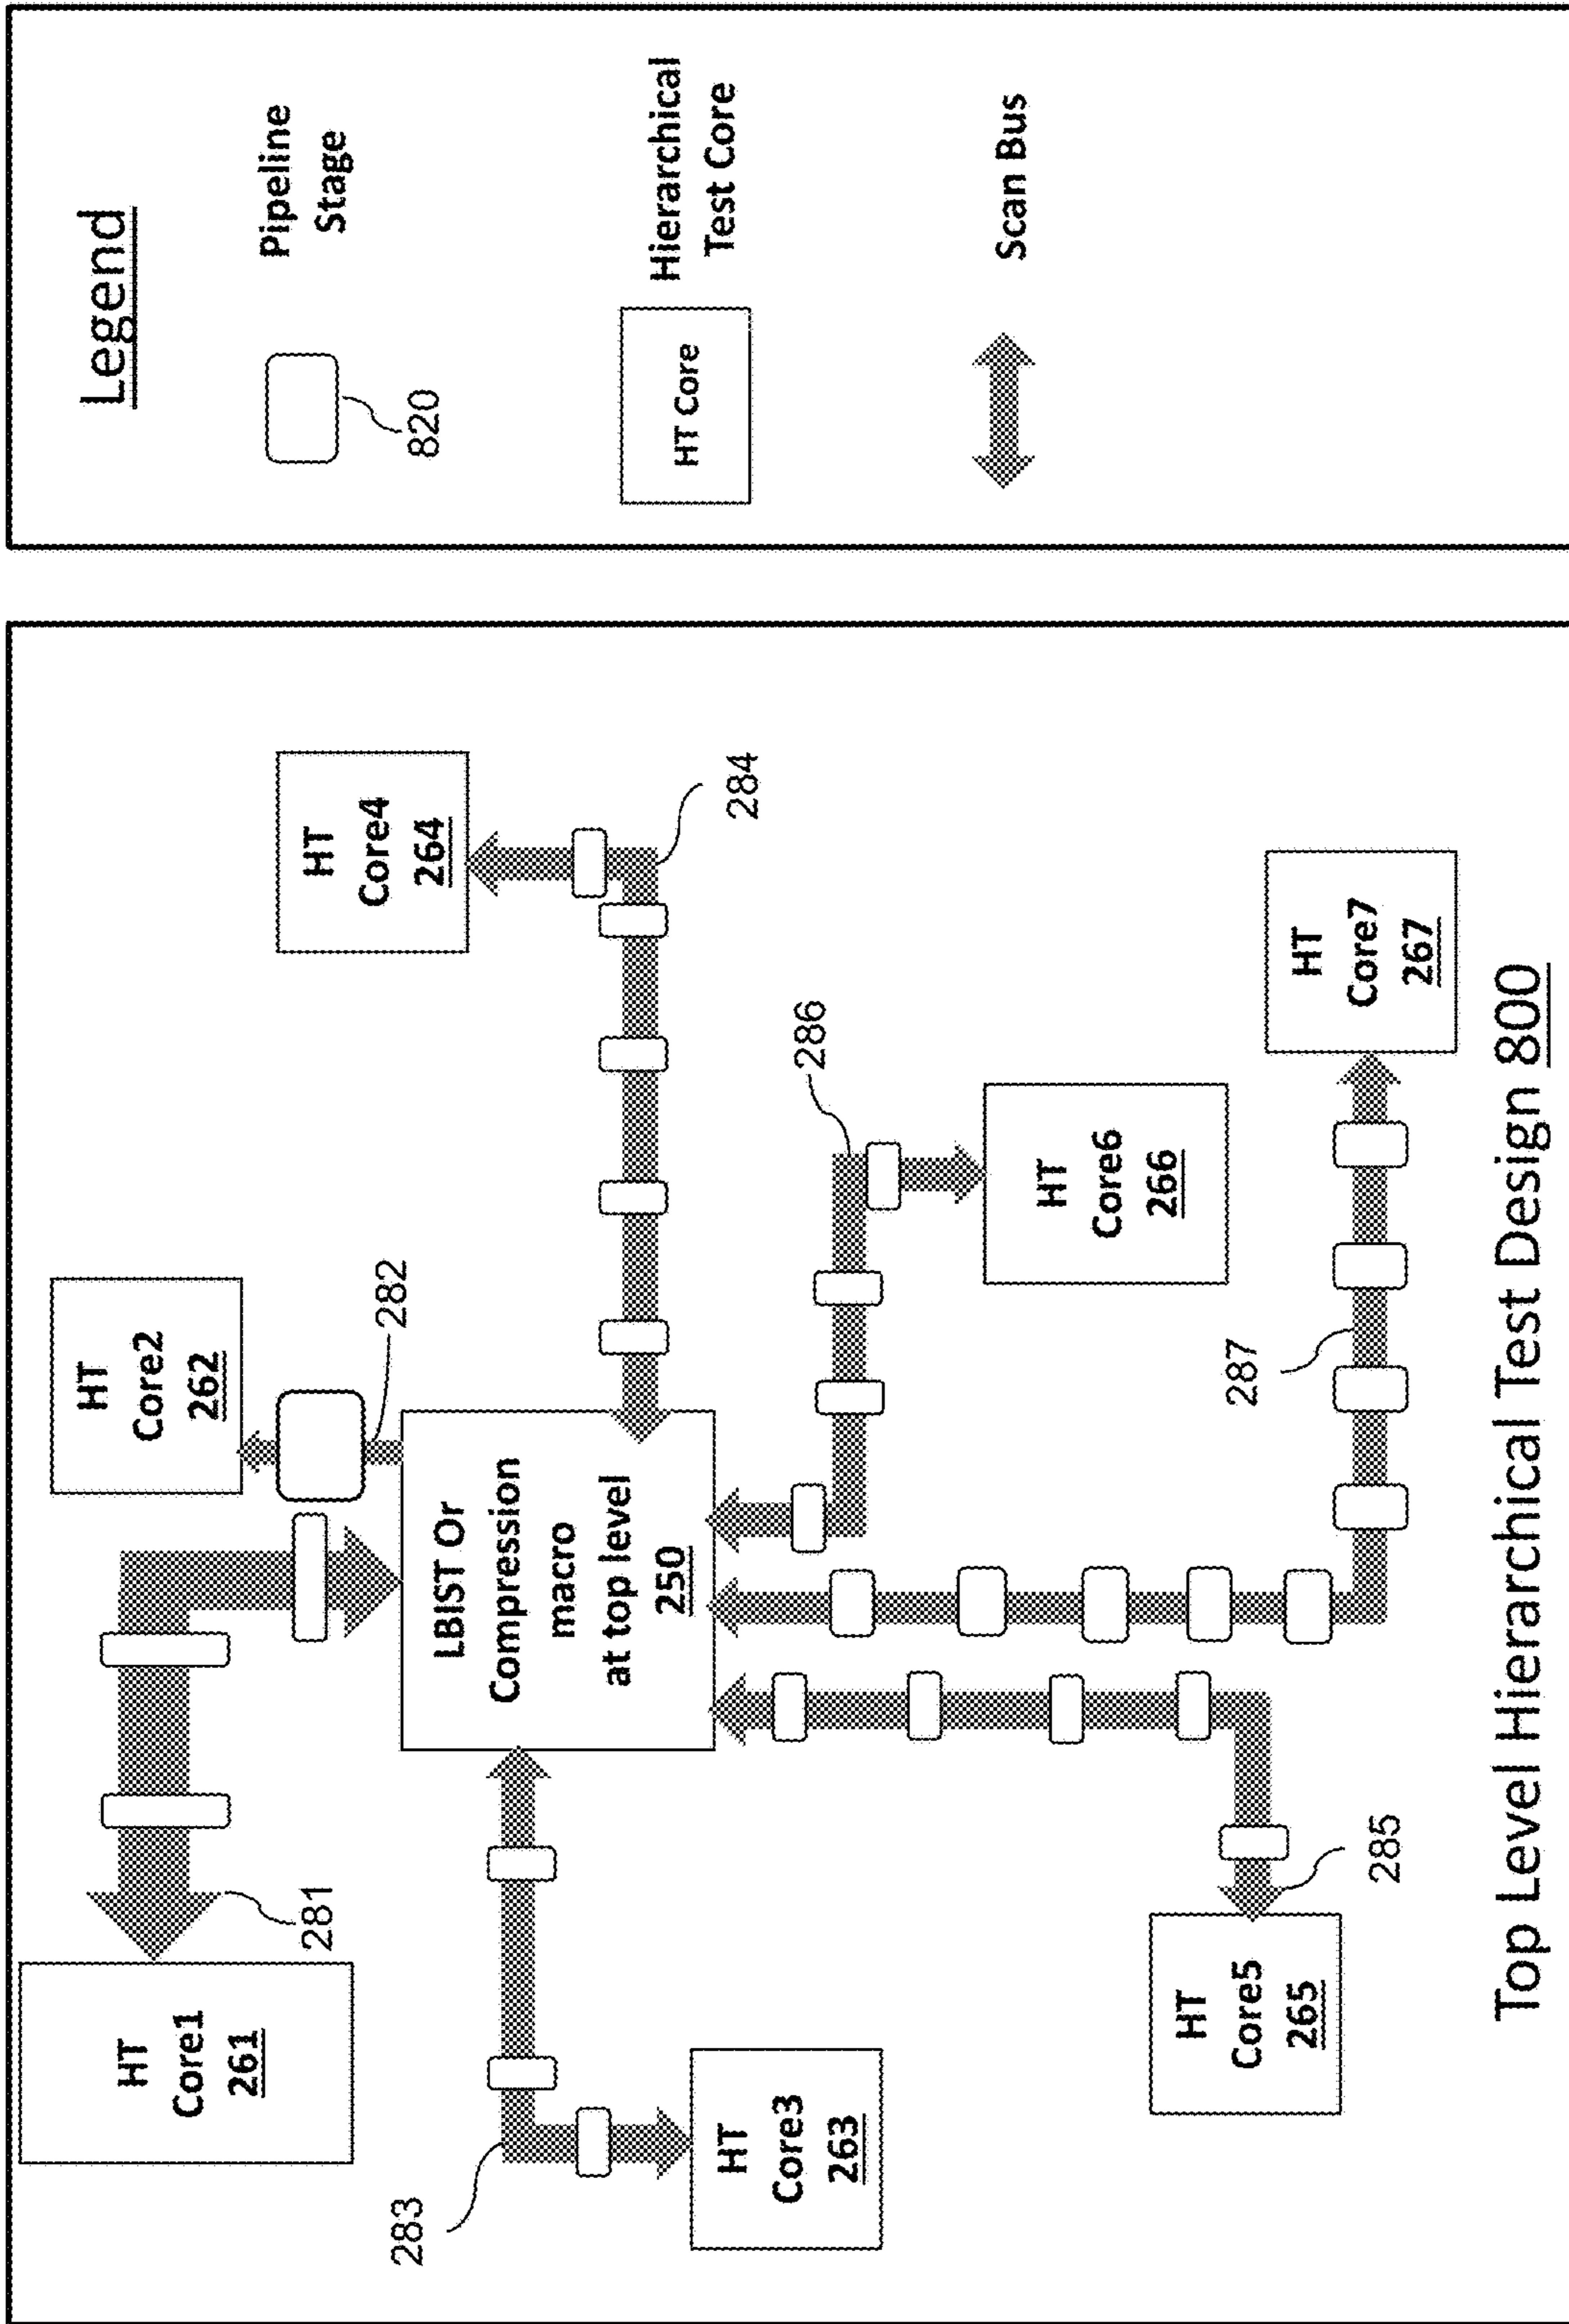 HT
Core1
261
281
HT
Core2
262
282
HT
Core3
263
283
LBIST Or
Compression
macro
at top level
250
HT
Core4
264
284
HT
Core5
265
285
HT
Core6
266
286
HT
Core7
267
287
Top Level Hierarchical Test Design 800
Legend
Pipeline
Stage
820
HT Core
Hierarchical
Test Core
Scan Bus